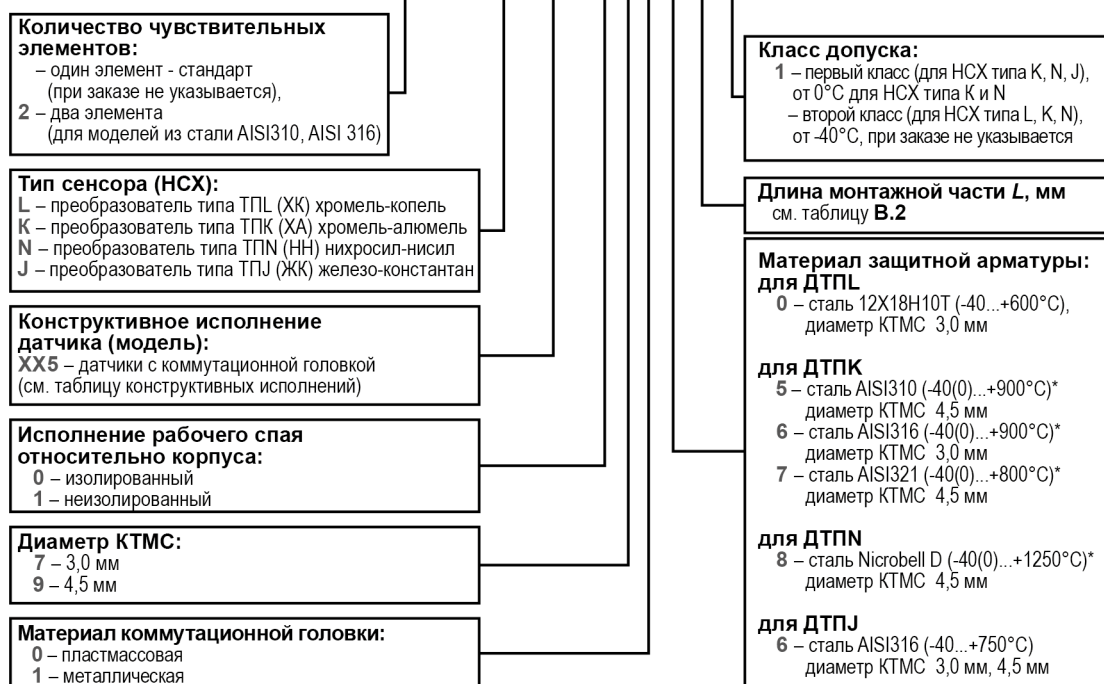 Количество чувствительных
элементов:
– один элемент - стандарт
(при заказе не указывается),
2 – два элемента
(для моделей из стали AISI310, AISI 316)
Тип сенсора (НСХ):
L – преобразователь типа ТПL (ХК) хромель-копель
K – преобразователь типа ТПК (ХА) хромель-алюмель
N – преобразователь типа ТПN (НН) нихросил-нисил
J – преобразователь типа ТПJ (ЖК) железо-константан
Конструктивное исполнение
датчика (модель):
XX5 – датчики с коммутационной головкой
(см. таблицу конструктивных исполнений)
Исполнение рабочего спая
относительно корпуса:
0 – изолированный
1 – неизолированный
Диаметр КТМС:
7 – 3,0 мм
9 – 4,5 мм
Материал коммутационной головки:
0 – пластмассовая
1 – металлическая
Класс допуска:
1 – первый класс (для НСХ типа K, N, J),
от 0°С для НСХ типа K и N
– второй класс (для НСХ типа L, K, N),
от -40°С, при заказе не указывается
Длина монтажной части L, мм
см. таблицу В.2
Материал защитной арматуры:
для ДТПL
0 – сталь 12Х18Н10Т (-40...+600°С),
диаметр КТМС 3,0 мм
для ДТПK
5 – сталь AISI310 (-40(0)...+900°С)*
диаметр КТМС 4,5 мм
6 – сталь AISI316 (-40(0)...+900°С)*
диаметр КТМС 3,0 мм
7 – сталь AISI321 (-40(0)...+800°С)*
диаметр КТМС 4,5 мм
для ДТПN
8 – сталь Nicrobell D (-40(0)...+1250°С)*
диаметр КТМС 4,5 мм
для ДТПJ
6 – сталь AISI316 (-40...+750°С)
диаметр КТМС 3,0 мм, 4,5 мм